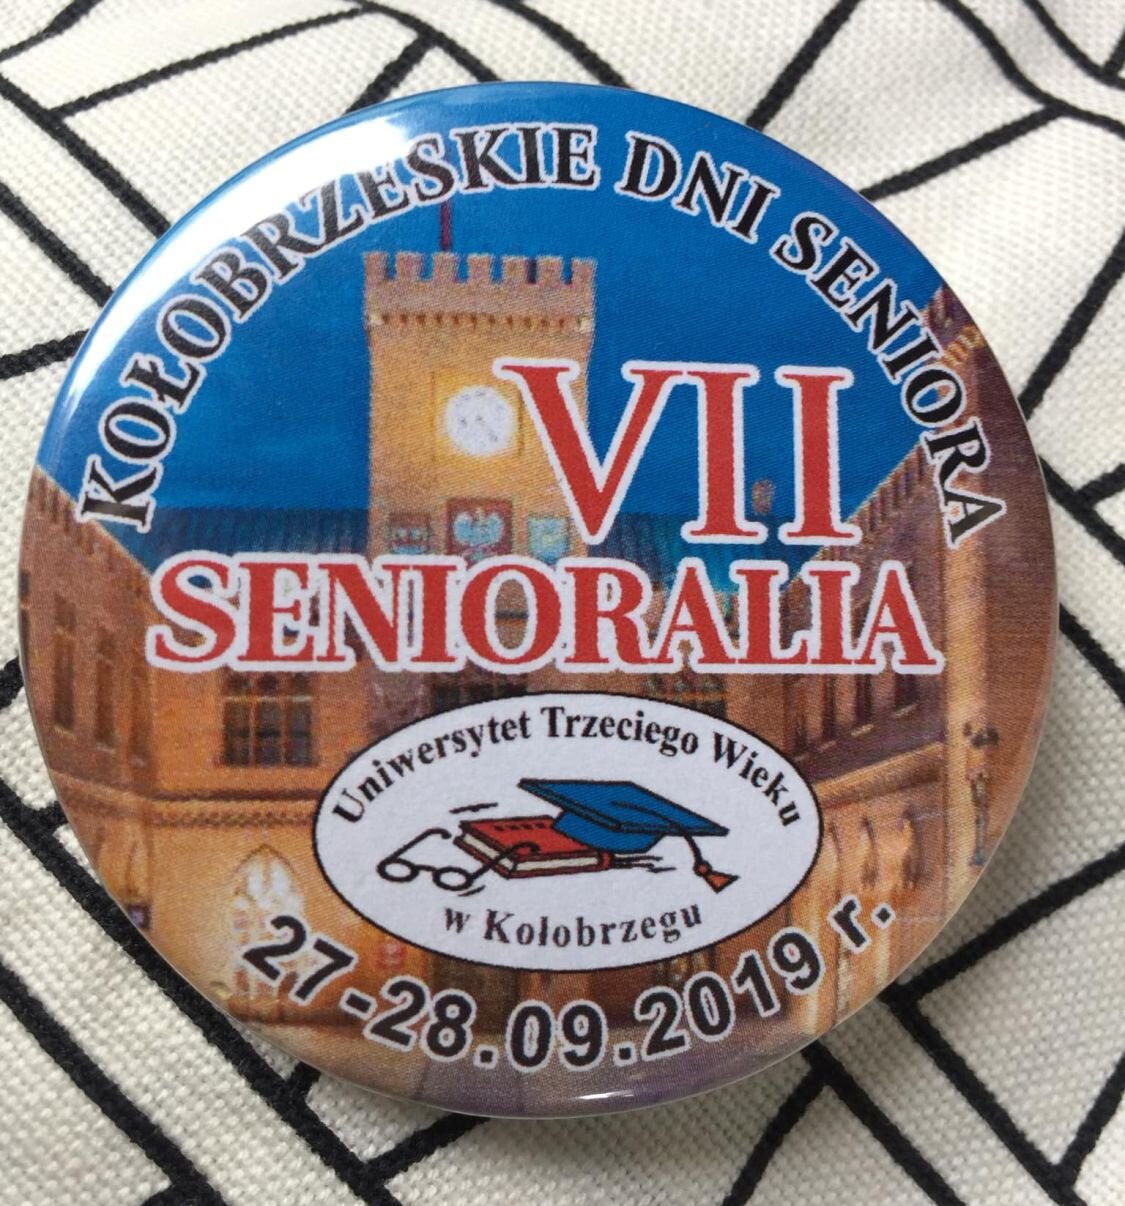 KOŁOBRZESKIE DNI SENIORA
VII
SENIORALIA
Uniwersytet Trzeciego Wieku
w Kołobrzegu
27-28.09.2019 r.